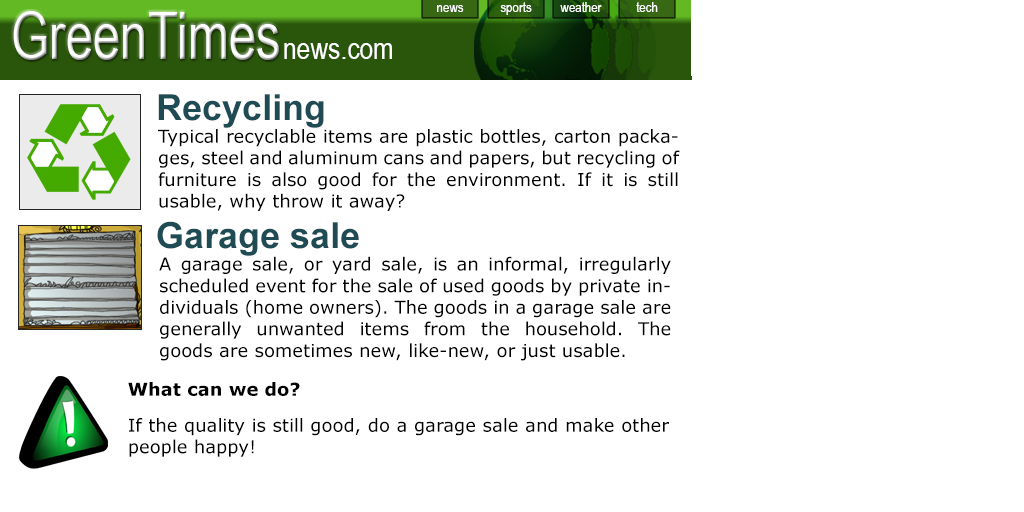 news sports weather tech
GreenTimesnews.com
Recycling
Typical recyclable items are plastic bottles, carton packa-
ges, steel and aluminum cans and papers, but recycling of
furniture is also good for the environment. If it is still
usable, why throw it away?
Garage sale
A garage sale, or yard sale, is an informal, irregularly
scheduled event for the sale of used goods by private in-
dividuals (home owners). The goods in a garage sale are
generally unwanted items from the household. The
goods are sometimes new, like-new, or just usable.
What can we do?
If the quality is still good, do a garage sale and make other
people happy!